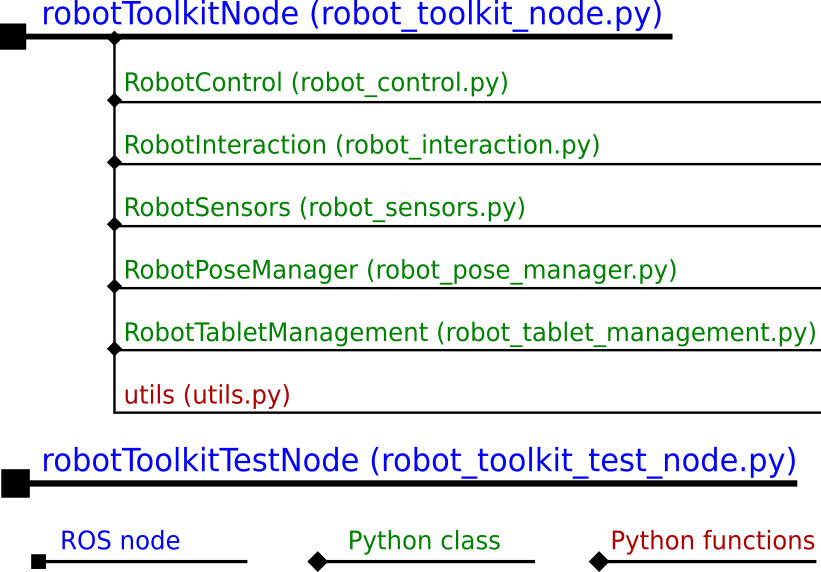 robotToolkitNode (robot_toolkit_node.py)
RobotControl (robot_control.py)
RobotInteraction (robot_interaction.py)
RobotSensors (robot_sensors.py)
RobotPoseManager (robot_pose_manager.py)
RobotTabletManagement (robot_tablet_management.py)
utils (utils.py)
robotToolkitTestNode (robot_toolkit_test_node.py)
ROS node Python class Python functions